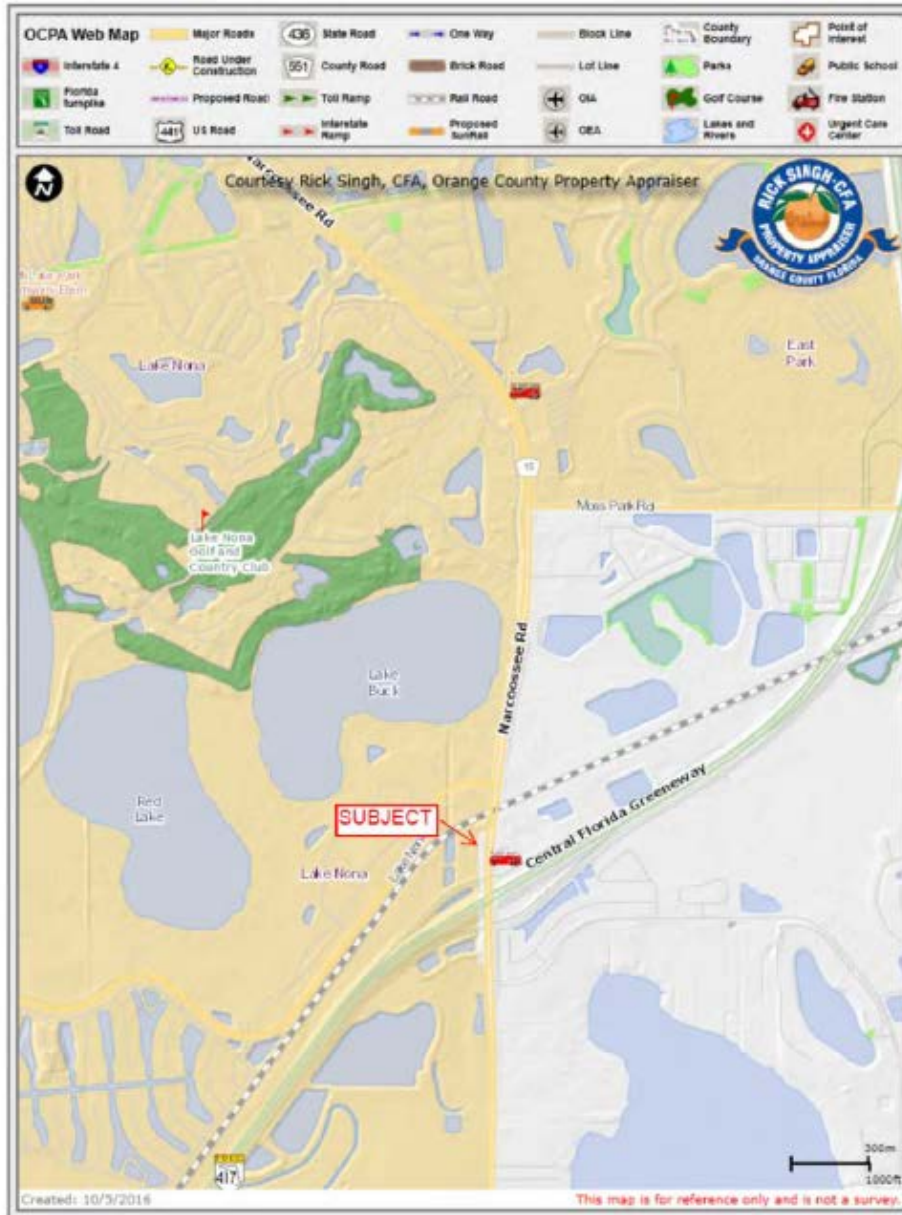 OCPA Web Map
Major Roads
436
State Road
One Way
Block Line
County Boundary
Point of Interest
Interstate 4
Road Under Construction
551
County Road
Brick Road
Lot Line
Parks
Public School
Florida turnpike
Proposed Road
Toll Ramp
Rail Road
OIA
Golf Course
Fire Station
Toll Road
441
US Road
Interstate Ramp
Proposed SunRail
OEA
Lakes and Rivers
Urgent Care Center
N
Narcoossee Rd
Courtesy Rick Singh, CFA, Orange County Property Appraiser
RICK SINGH·CFA
PROPERTY APPRAISER
ORANGE COUNTY FLORIDA
Lake Nona
East
Park
15
Moss Park Rd
Lake Nona
Golf and
Country Club
Narcoossee Rd
Lake
Buck
Red
Lake
SUBJECT
Central Florida Greeneway
Lake Nona
Lake Nona
417
300m
1000ft
Created: 10/5/2016
This map is for reference only and is not a survey.